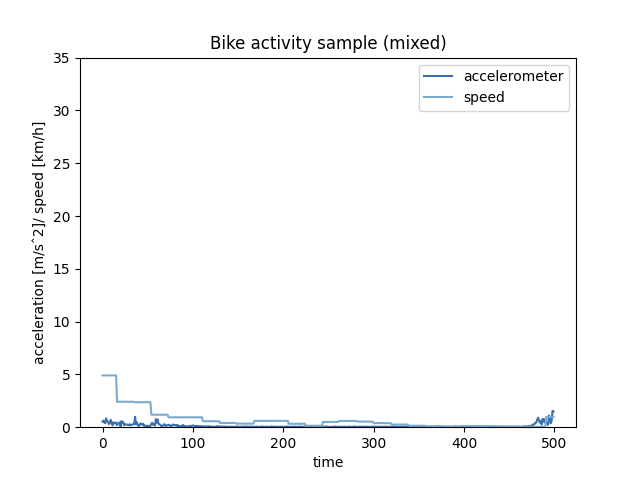 Bike activity sample (mixed)
accelerometer
speed
acceleration [m/sˆ2]/ speed [km/h]
35
30
25
20
15
10
5
0
0 100 200 300 400 500
time